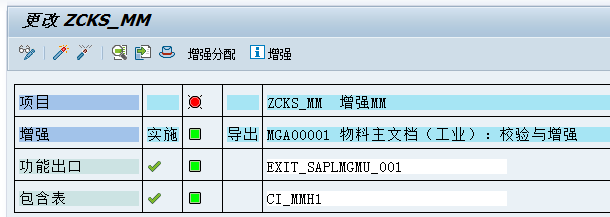 更改 ZCKS_MM
增强分配 增强
项目 ZCKS_MM 增强MM
增强 实施 导出 MGA00001 物料主文档（工业）：校验与增强
功能出口 EXIT_SAPLMGMU_001
包含表 CI_MMH1